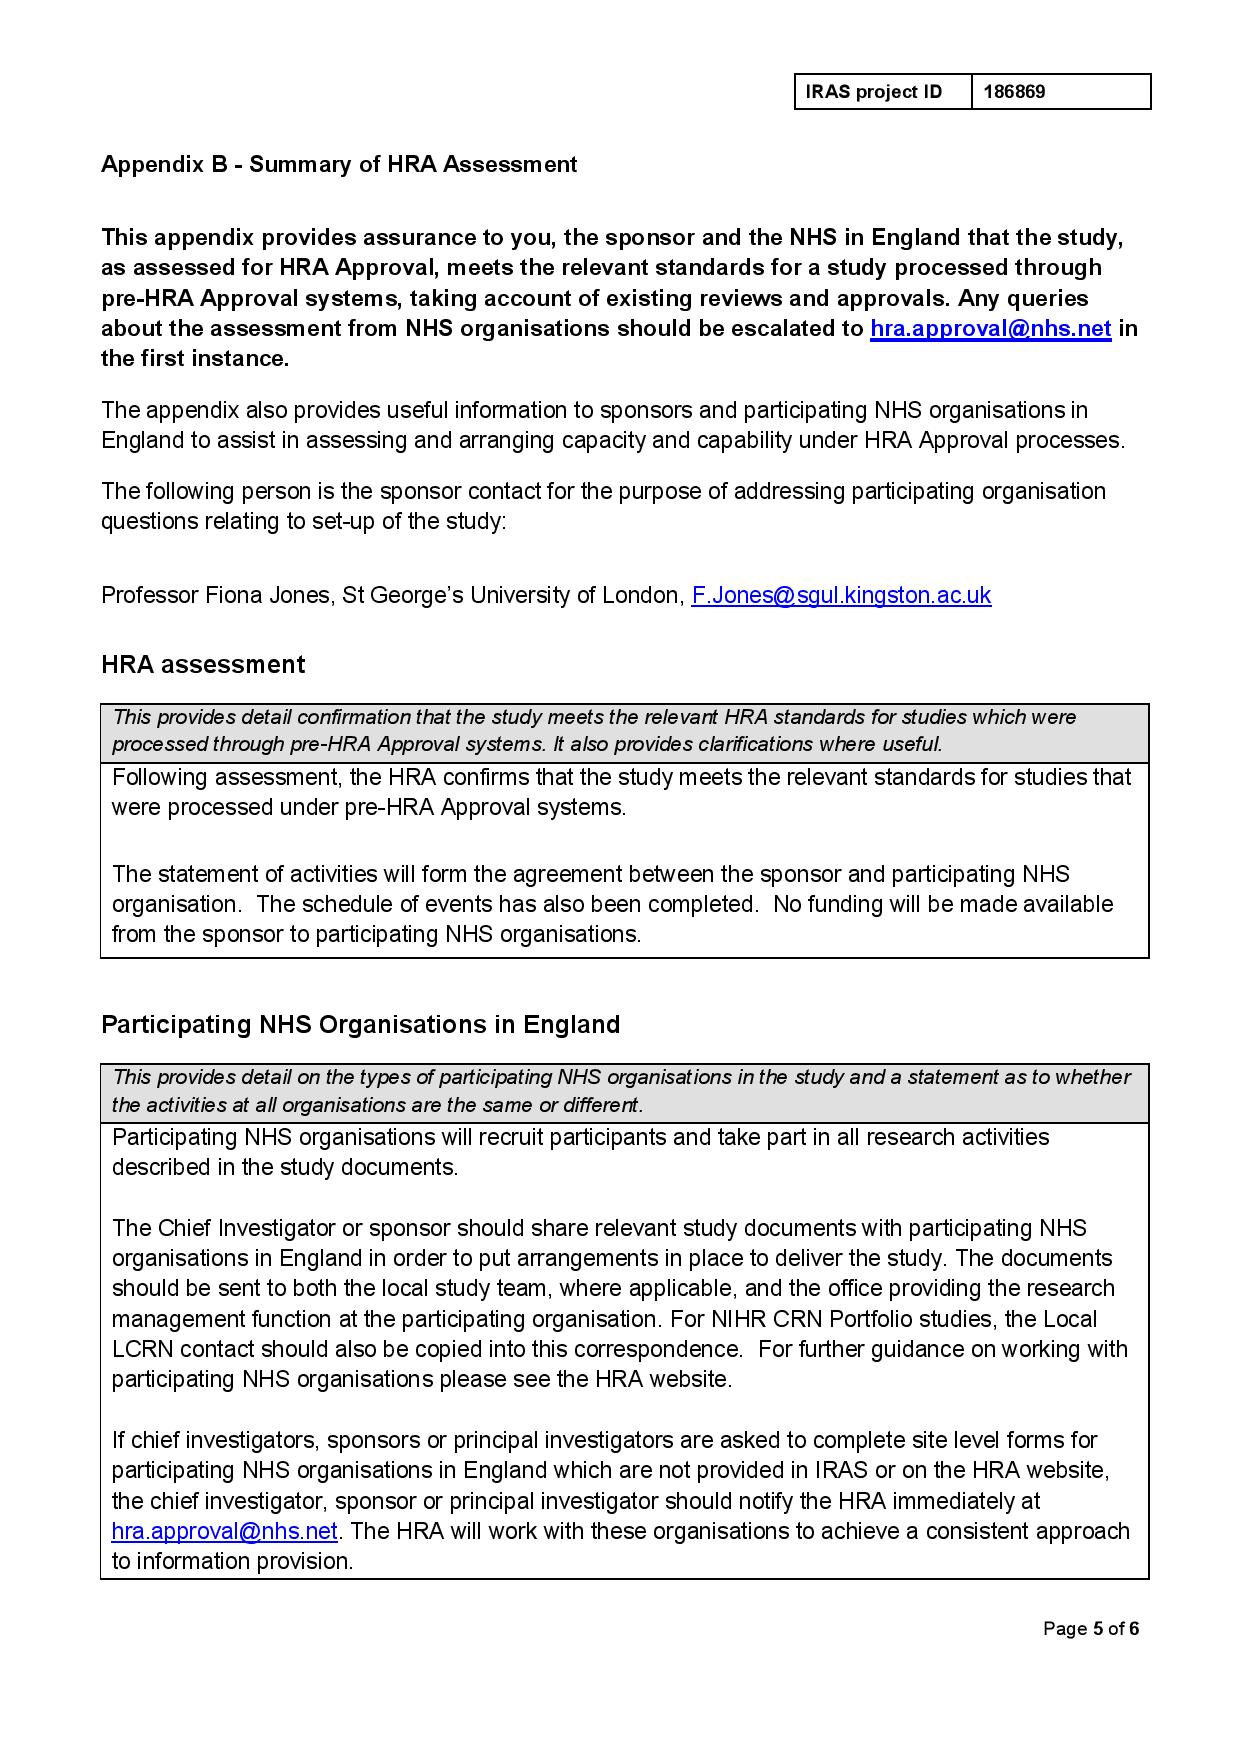 IRAS project ID 186869
Appendix B - Summary of HRA Assessment
This appendix provides assurance to you, the sponsor and the NHS in England that the study,
as assessed for HRA Approval, meets the relevant standards for a study processed through
pre-HRA Approval systems, taking account of existing reviews and approvals. Any queries
about the assessment from NHS organisations should be escalated to hra.approval@nhs.net in
the first instance.
The appendix also provides useful information to sponsors and participating NHS organisations in
England to assist in assessing and arranging capacity and capability under HRA Approval processes.
The following person is the sponsor contact for the purpose of addressing participating organisation
questions relating to set-up of the study:
Professor Fiona Jones, St George’s University of London, F.Jones@sgul.kingston.ac.uk
HRA assessment
This provides detail confirmation that the study meets the relevant HRA standards for studies which were
processed through pre-HRA Approval systems. It also provides clarifications where useful.
Following assessment, the HRA confirms that the study meets the relevant standards for studies that
were processed under pre-HRA Approval systems.
The statement of activities will form the agreement between the sponsor and participating NHS
organisation.  The schedule of events has also been completed.  No funding will be made available
from the sponsor to participating NHS organisations.
Participating NHS Organisations in England
This provides detail on the types of participating NHS organisations in the study and a statement as to whether
the activities at all organisations are the same or different.
Participating NHS organisations will recruit participants and take part in all research activities
described in the study documents.
The Chief Investigator or sponsor should share relevant study documents with participating NHS
organisations in England in order to put arrangements in place to deliver the study. The documents
should be sent to both the local study team, where applicable, and the office providing the research
management function at the participating organisation. For NIHR CRN Portfolio studies, the Local
LCRN contact should also be copied into this correspondence.  For further guidance on working with
participating NHS organisations please see the HRA website.
If chief investigators, sponsors or principal investigators are asked to complete site level forms for
participating NHS organisations in England which are not provided in IRAS or on the HRA website,
the chief investigator, sponsor or principal investigator should notify the HRA immediately at
hra.approval@nhs.net. The HRA will work with these organisations to achieve a consistent approach
to information provision.
Page 5 of 6